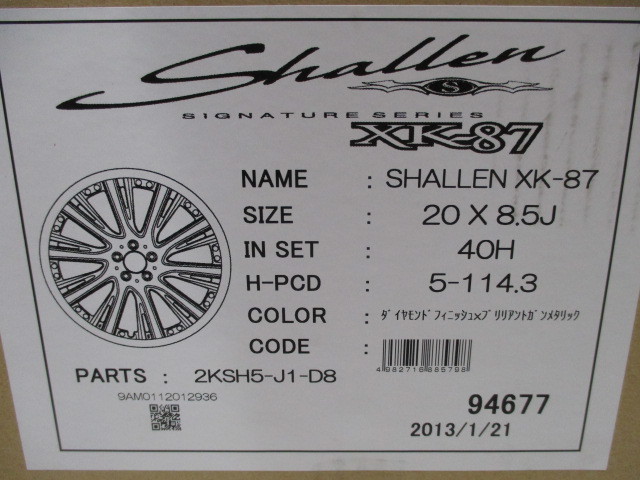 Shallen
S
SIGNATURE SERIES
XK-87
NAME : SHALLEN XK-87
SIZE : 20 X 8.5J
IN SET : 40H
H-PCD : 5-114.3
COLOR : ﾀﾞｲﾔﾓﾝﾄﾞﾌｨﾆｯｼｭxﾌﾞﾘﾘｱﾝﾄｶﾞﾝﾒﾀﾘｯｸ
CODE :
4982718885798
PARTS : 2KSH5-J1-D8
9AM0112012936
94677
2013/1/21